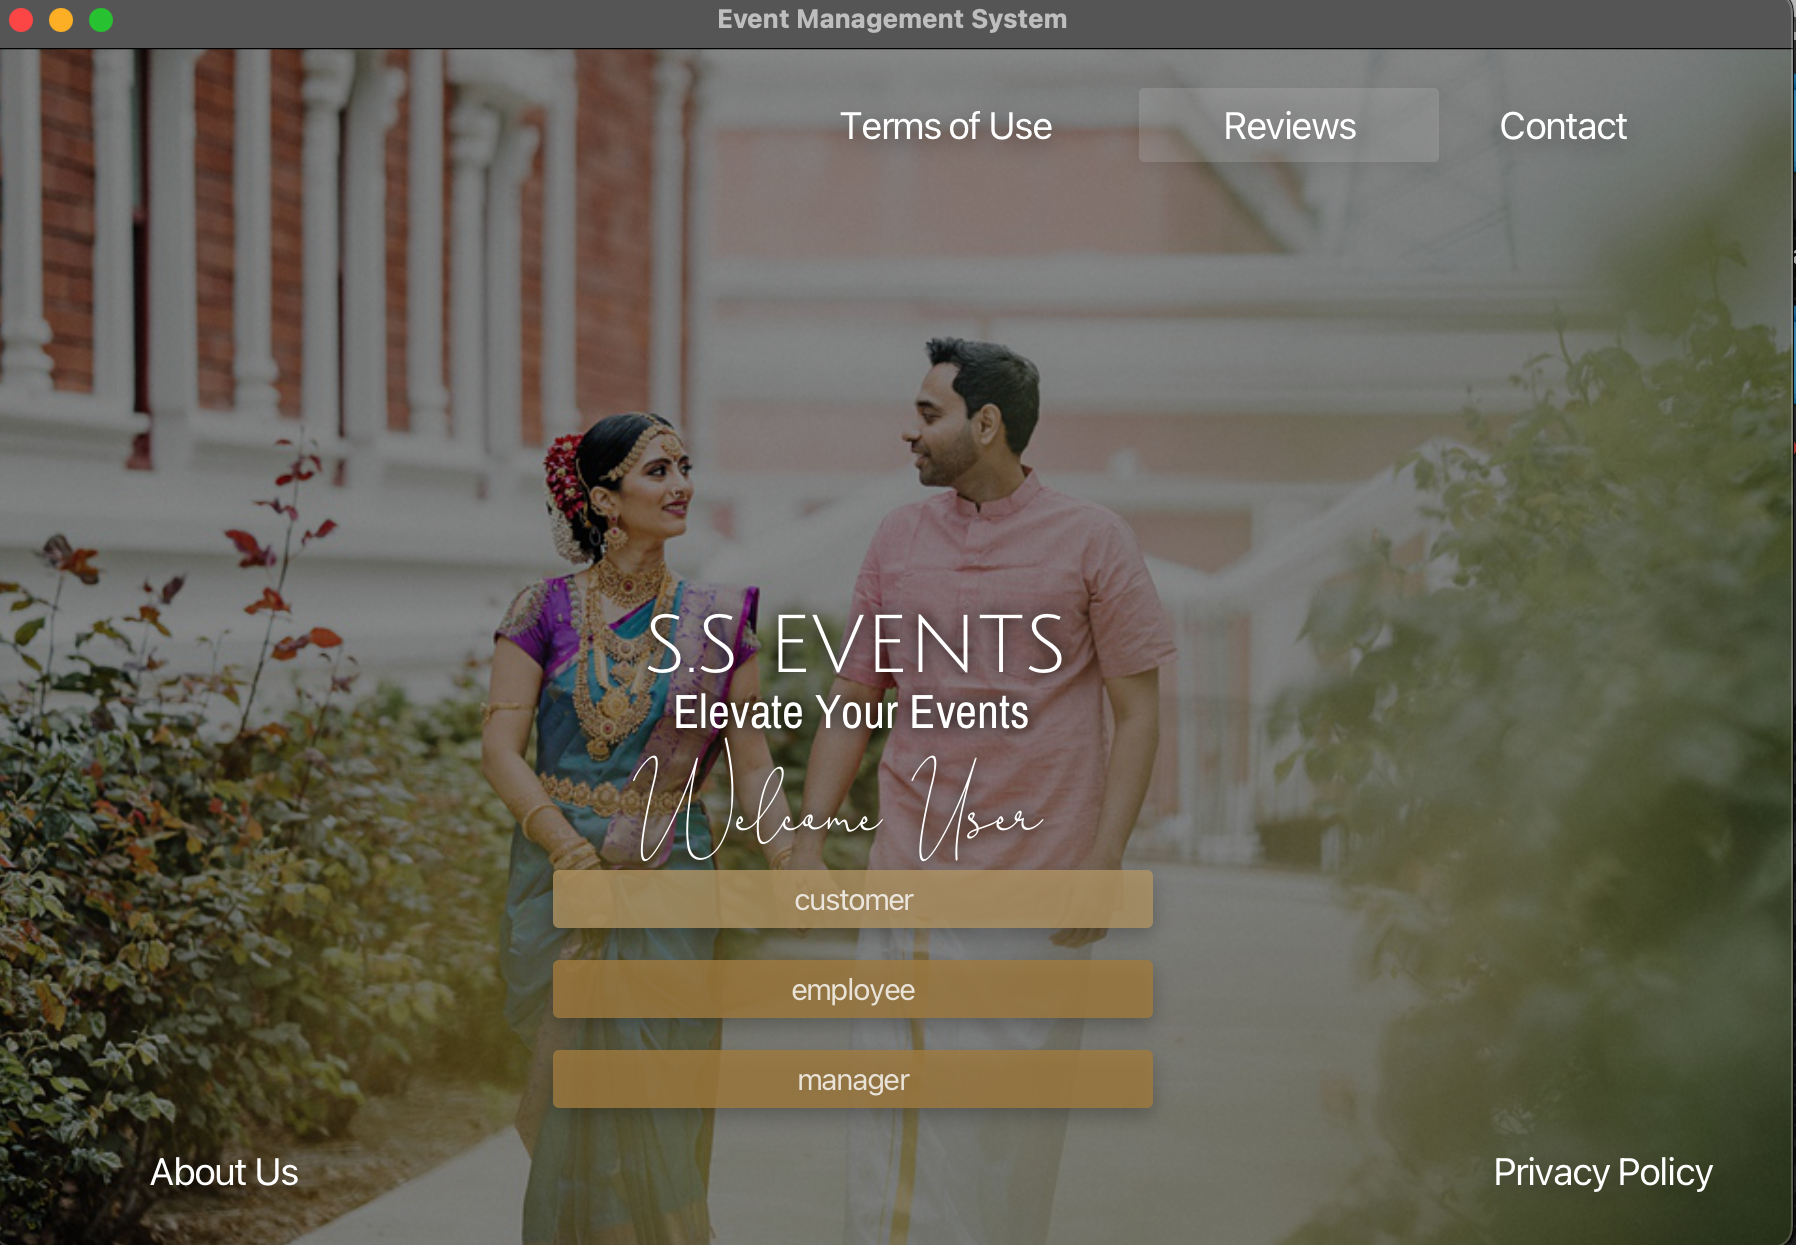 Event Management System
Terms of Use Reviews Contact
S.S EVENTS
Elevate Your Events
Welcome User
customer
employee
manager
About Us Privacy Policy